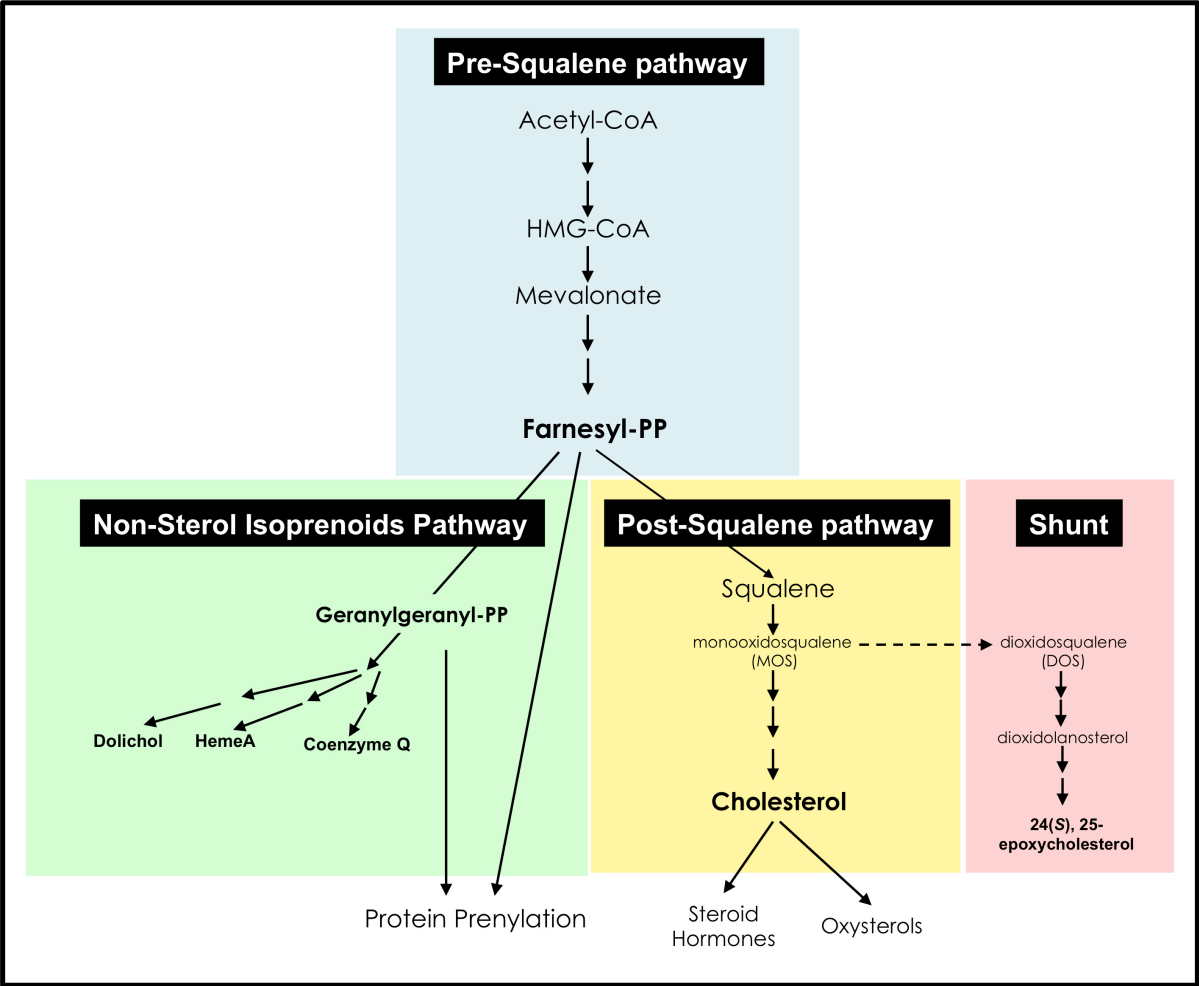 Pre-Squalene pathway
Acetyl-CoA
HMG-CoA
Mevalonate
Farnesyl-PP
Non-Sterol Isoprenoids Pathway
Geranylgeranyl-PP
Dolichol
HemeA
Coenzyme Q
Protein Prenylation
Post-Squalene pathway
Squalene
monooxidosqualene
(MOS)
Cholesterol
Steroid
Hormones
Oxysterols
Shunt
dioxidosqualene
(DOS)
dioxidolanosterol
24(S), 25-
epoxycholesterol